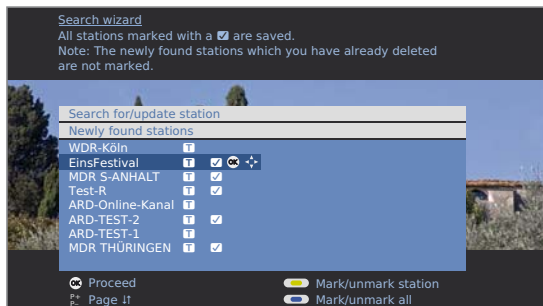 Search wizard
All stations marked with a ☑ are saved.
Note: The newly found stations which you have already deleted
are not marked.
Search for/update station
Newly found stations
WDR-Köln T
EinsFestival T ☑ OK
MDR S-ANHALT T ☑
Test-R T ☑
ARD-Online-Kanal T
ARD-TEST-2 T ☑
ARD-TEST-1 T
MDR THÜRINGEN T ☑
OK Proceed
Mark/unmark station
P+ P- Page ↓↑
Mark/unmark all